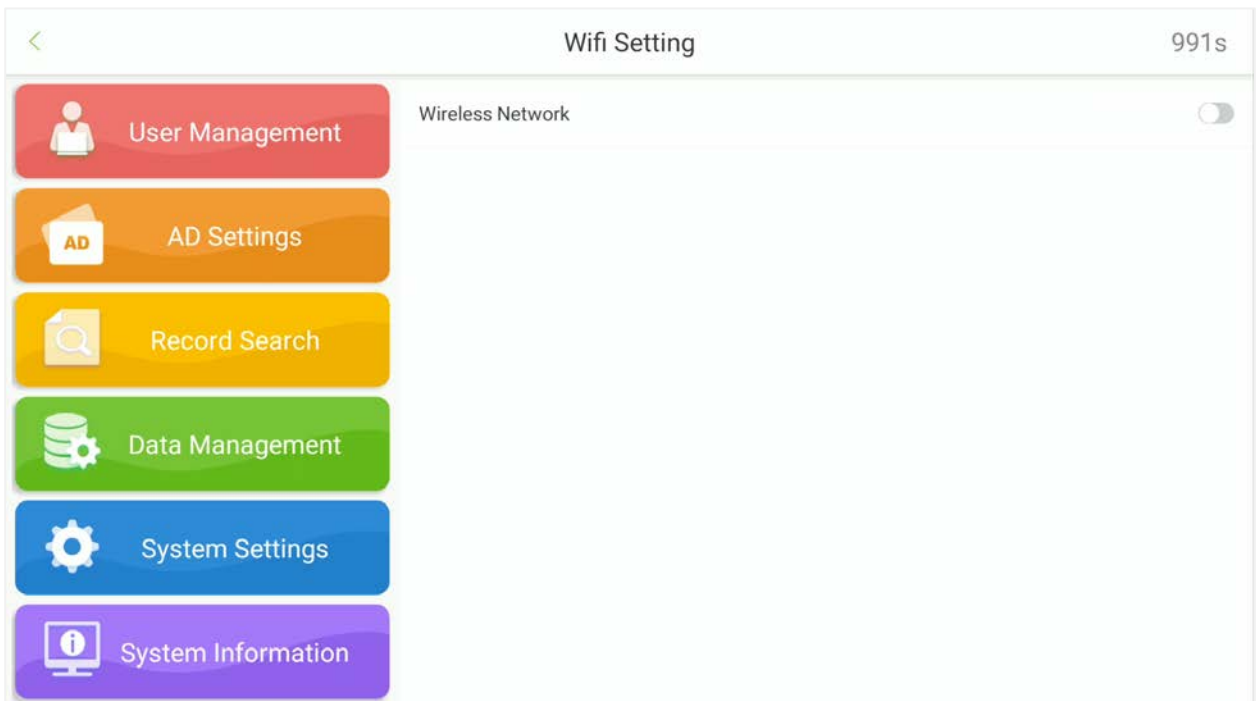 Wifi Setting
991s
User Management
Wireless Network
AD
AD Settings
Record Search
Data Management
System Settings
System Information